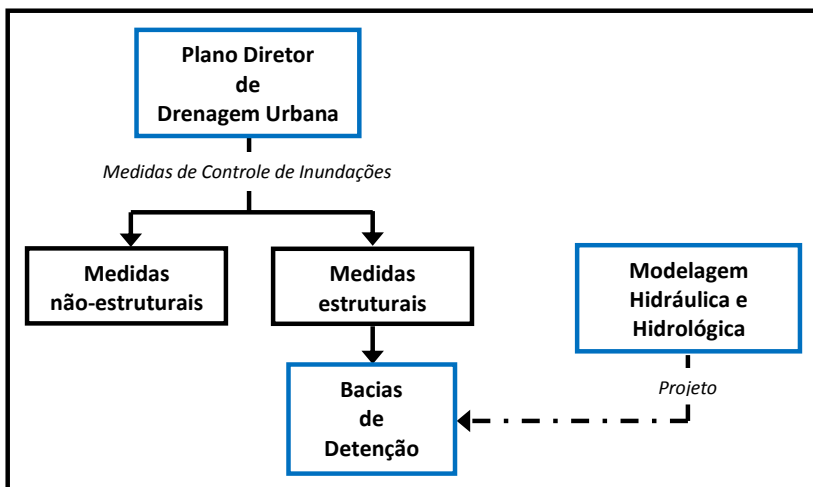 Plano Diretor
de
Drenagem Urbana
Medidas de Controle de Inundações
Medidas
não-estruturais
Medidas
estruturais
Modelagem
Hidráulica e
Hidrológica
Projeto
Bacias
de
Detenção